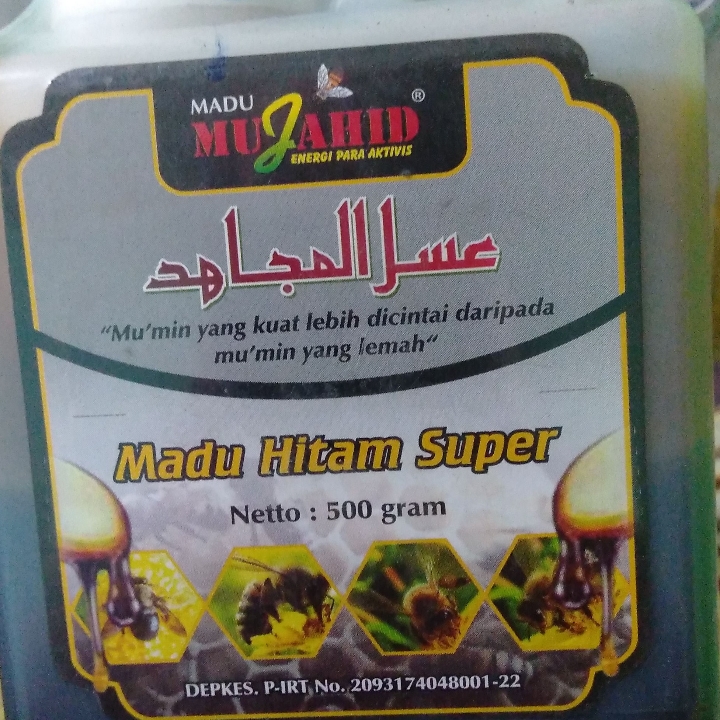 MADU
MUJAHID®
ENERGI PARA AKTIVIS
عسل المجاهد
“Mu’min yang kuat lebih dicintai daripada
mu’min yang lemah“
Madu Hitam Super
Netto : 500 gram
DEPKES. P-IRT No. 2093174048001-22